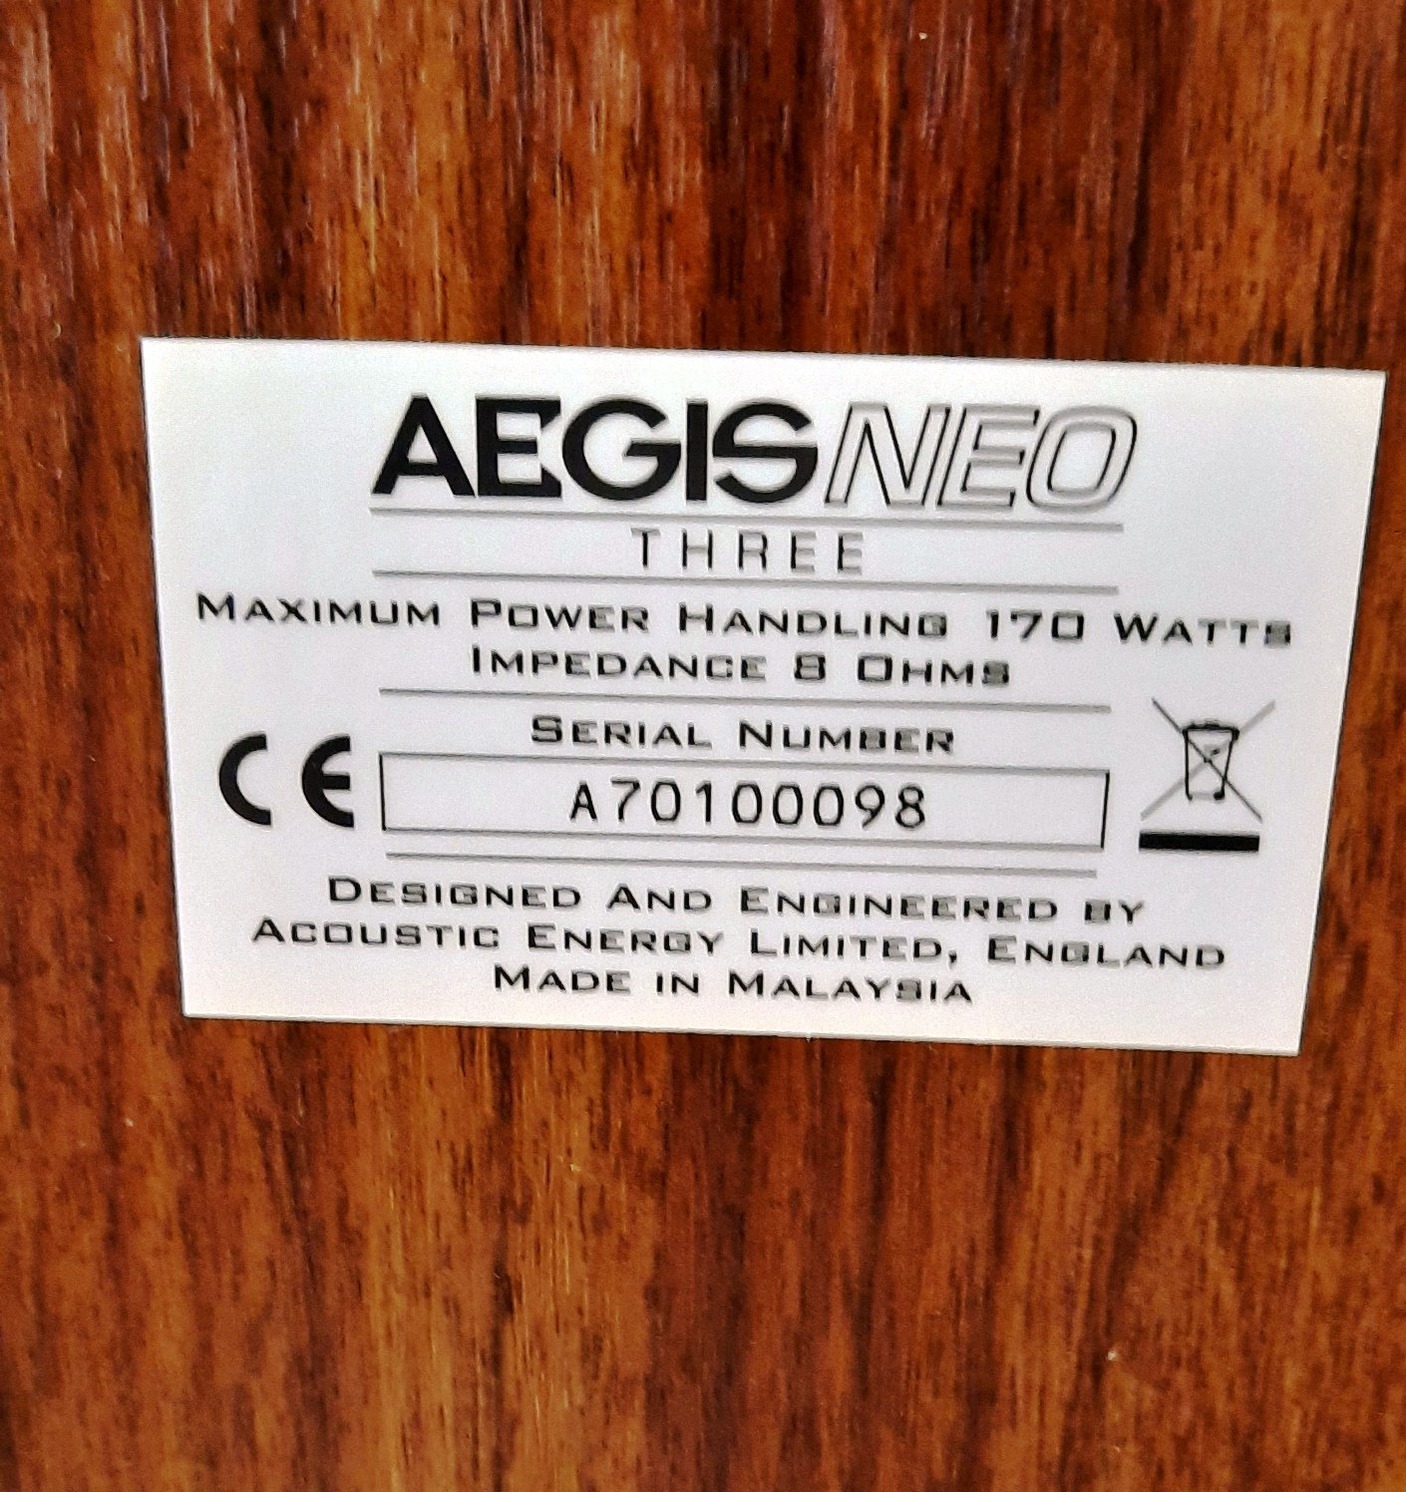 AEGIS NEO
THREE
MAXIMUM POWER HANDLING 170 WATTS
IMPEDANCE 8 OHMS
SERIAL NUMBER
CE
A70100098
DESIGNED AND ENGINEERED BY
ACOUSTIC ENERGY LIMITED, ENGLAND
MADE IN MALAYSIA